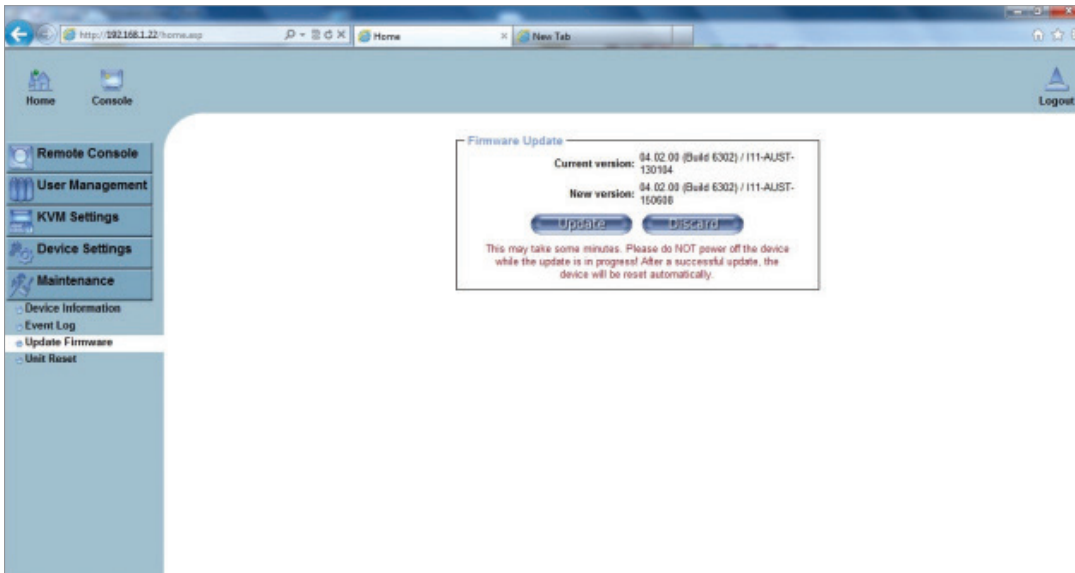 http://192.168.1.22/home.asp
Home
New Tab
Home
Console
Logout
Remote Console
User Management
KVM Settings
Device Settings
Maintenance
Device Information
Event Log
Update Firmware
Unit Reset
Firmware Update
Current version: 04.02.00 (Build 6302) / I11-AUST-
130104
New version: 04.02.00 (Build 6302) / I11-AUST-
150608
Update
Discard
This may take some minutes. Please do NOT power off the device
while the update is in progress! After a successful update, the
device will be reset automatically.